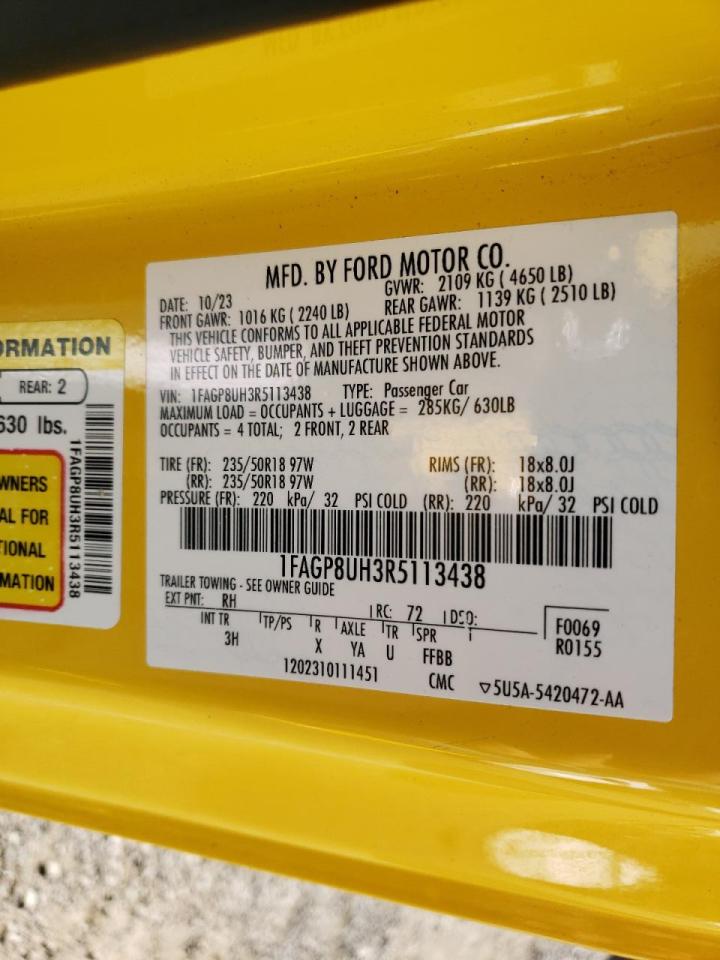 MFD. BY FORD MOTOR CO.
DATE: 10/23 GVWR: 2109 KG ( 4650 LB)
FRONT GAWR: 1016 KG ( 2240 LB) REAR GAWR: 1139 KG ( 2510 LB)
THIS VEHICLE CONFORMS TO ALL APPLICABLE FEDERAL MOTOR
VEHICLE SAFETY, BUMPER, AND THEFT PREVENTION STANDARDS
IN EFFECT ON THE DATE OF MANUFACTURE SHOWN ABOVE.
VIN: 1FAGP8UH3R5113438 TYPE: Passenger Car
MAXIMUM LOAD = OCCUPANTS + LUGGAGE = 285KG/ 630LB
OCCUPANTS = 4 TOTAL; 2 FRONT, 2 REAR
TIRE (FR): 235/50R18 97W RIMS (FR): 18x8.0J
(RR): 235/50R18 97W (RR): 18x8.0J
PRESSURE (FR): 220 kPa/ 32 PSI COLD (RR): 220 kPa/ 32 PSI COLD
1FAGP8UH3R5113438
TRAILER TOWING - SEE OWNER GUIDE
EXT PNT: RH RC: 72 DSO:
INT TR TP/PS R AXLE TR SPR
3H X YA U FFBB
F0069
R0155
1202310111451 CMC ▽5U5A-5420472-AA
ORMATION
REAR: 2
630 lbs.
WNERS
AL FOR
TIONAL
MATION
1FAGP8UH3R5113438